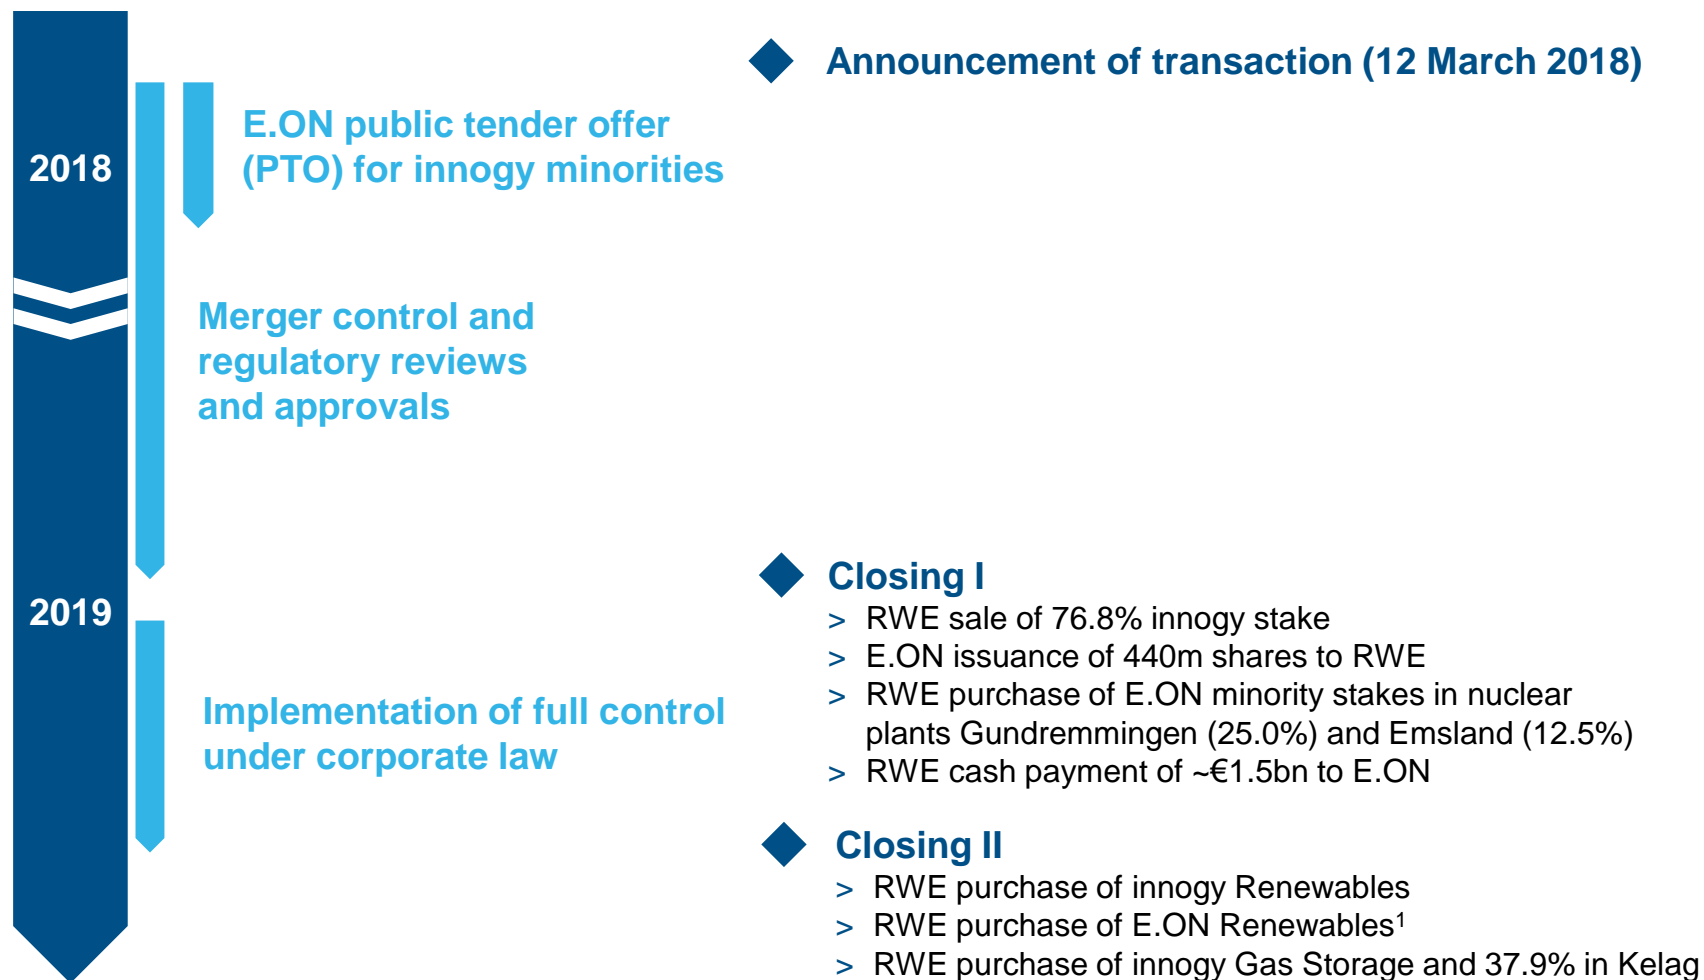 Announcement of transaction (12 March 2018)
E.ON public tender offer
(PTO) for innogy minorities
2018
Merger control and
regulatory reviews
and approvals
Closing I
> RWE sale of 76.8% innogy stake
> E.ON issuance of 440m shares to RWE
> RWE purchase of E.ON minority stakes in nuclear
plants Gundremmingen (25.0%) and Emsland (12.5%)
> RWE cash payment of ~€1.5bn to E.ON
2019
Implementation of full control
under corporate law
Closing II
> RWE purchase of innogy Renewables
> RWE purchase of E.ON Renewables¹
> RWE purchase of innogy Gas Storage and 37.9% in Kelag